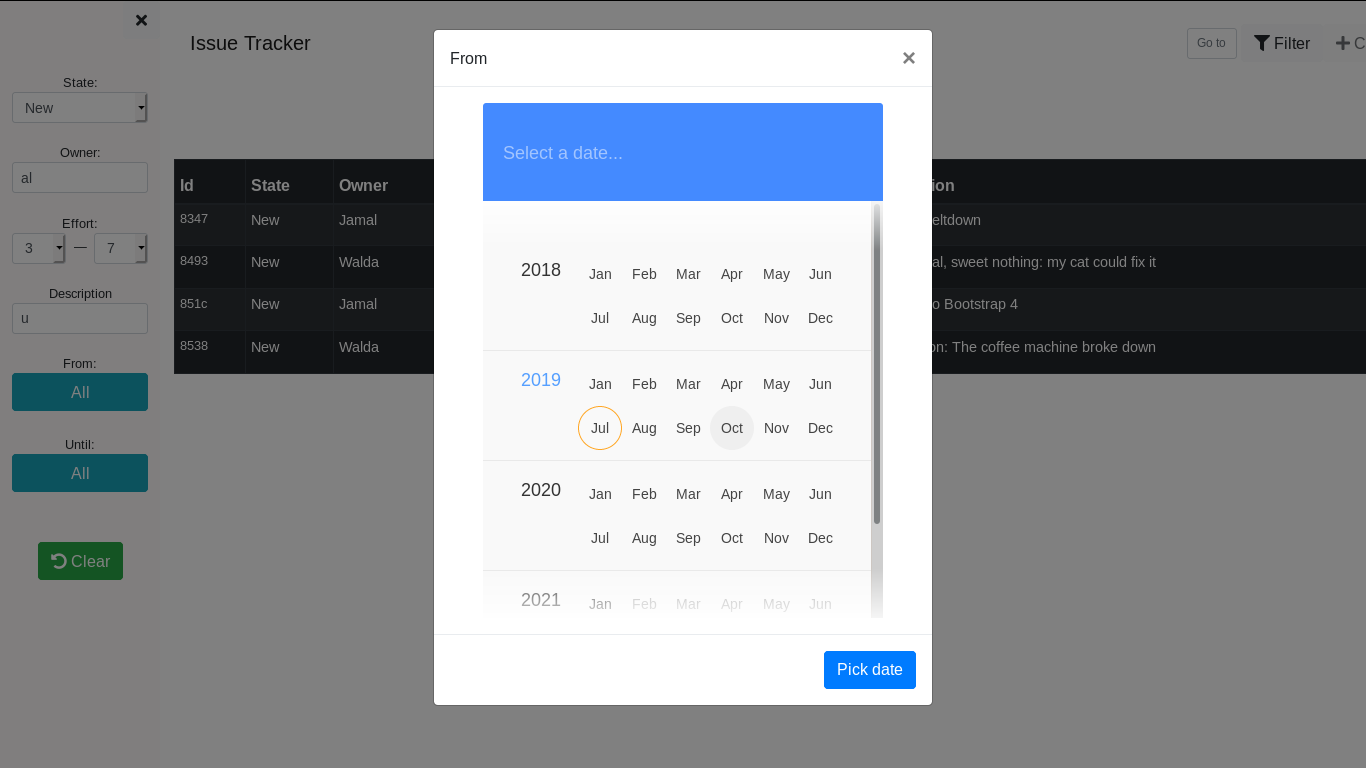 ×
State:
New
Owner:
al
Effort:
3 — 7
Description
u
From:
All
Until:
All
Clear
Issue Tracker
Go to
Filter
Id State Owner
8347 New Jamal
8493 New Walda al, sweet nothing: my cat could fix it
851c New Jamal o Bootstrap 4
8538 New Walda The coffee machine broke down
From ×
Select a date...
2018 Jan Feb Mar Apr May Jun
Jul Aug Sep Oct Nov Dec
2019 Jan Feb Mar Apr May Jun
Jul Aug Sep Oct Nov Dec
2020 Jan Feb Mar Apr May Jun
Jul Aug Sep Oct Nov Dec
2021 Jan Feb Mar Apr May Jun
Pick date